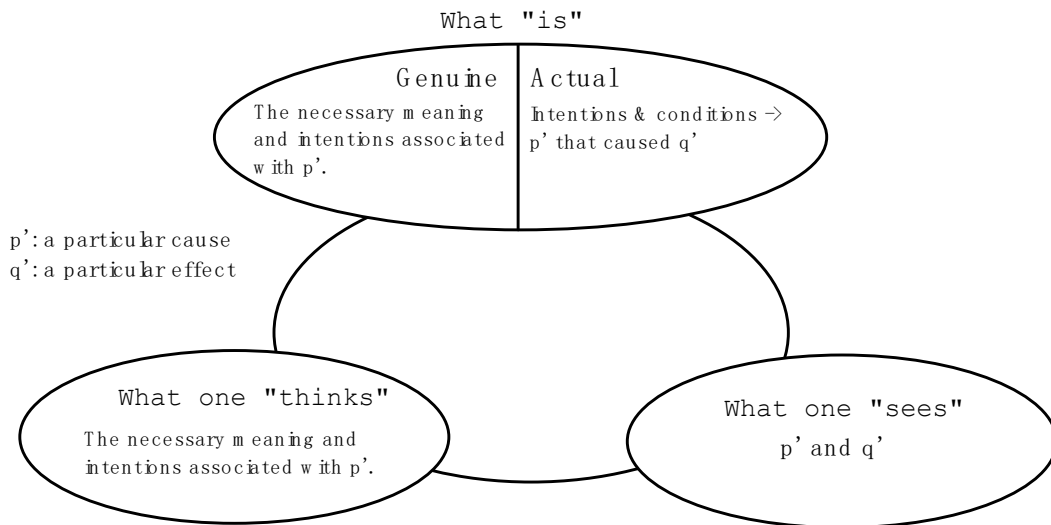 What "is"
Genuine
The necessary meaning
and intentions associated
with p’.
Actual
Intentions & conditions →
p’ that caused q’
p’: a particular cause
q’: a particular effect
What one "thinks"
The necessary meaning and
intentions associated with p’.
What one "sees"
p’ and q’